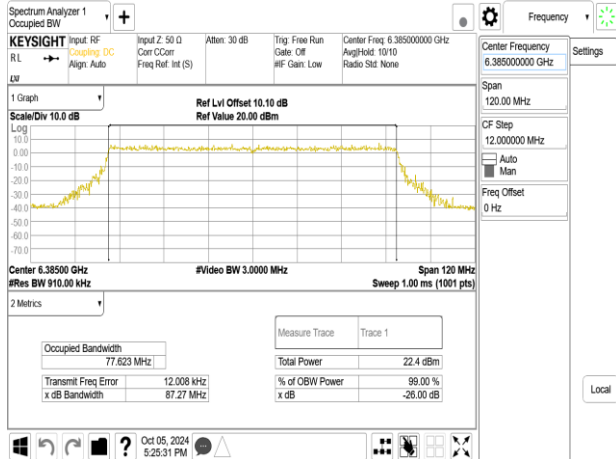 Spectrum Analyzer 1
Occupied BW
+
Frequency
KEYSIGHT
RL
Input: RF
Coupling: DC
Align: Auto
Input Z: 50 Ω
Corr CCorr
Freq Ref: Int (S)
Atten: 30 dB
Trig: Free Run
Gate: Off
#IF Gain: Low
Center Freq: 6.385000000 GHz
Avg|Hold: 10/10
Radio Std: None
Center Frequency
6.385000000 GHz
Settings
Span
120.00 MHz
CF Step
12.000000 MHz
Auto
Man
Freq Offset
0 Hz
Local
1 Graph
Scale/Div 10.0 dB
Ref Lvl Offset 10.10 dB
Ref Value 20.00 dBm
Log
10.0
0.00
-10.0
-20.0
-30.0
-40.0
-50.0
-60.0
-70.0
Center 6.38500 GHz
#Res BW 910.00 kHz
#Video BW 3.0000 MHz
Span 120 MHz
Sweep 1.00 ms (1001 pts)
2 Metrics
Measure Trace Trace 1
Occupied Bandwidth
77.623 MHz
Total Power 22.4 dBm
Transmit Freq Error 12.008 kHz
% of OBW Power 99.00 %
x dB Bandwidth 87.27 MHz
x dB -26.00 dB
?
Oct 05, 2024
5:25:31 PM